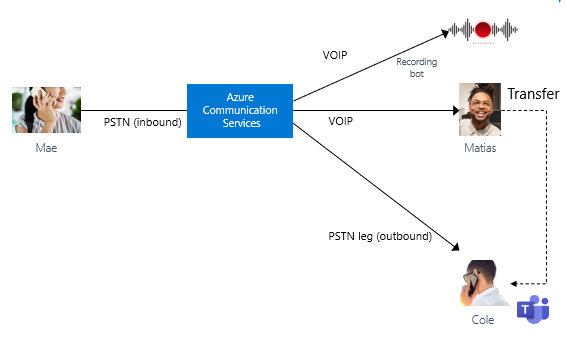 VOIP
Recording
bot
Azure
Communication
Services
PSTN (inbound)
VOIP
Transfer
Mae
Matias
PSTN leg (outbound)
Cole